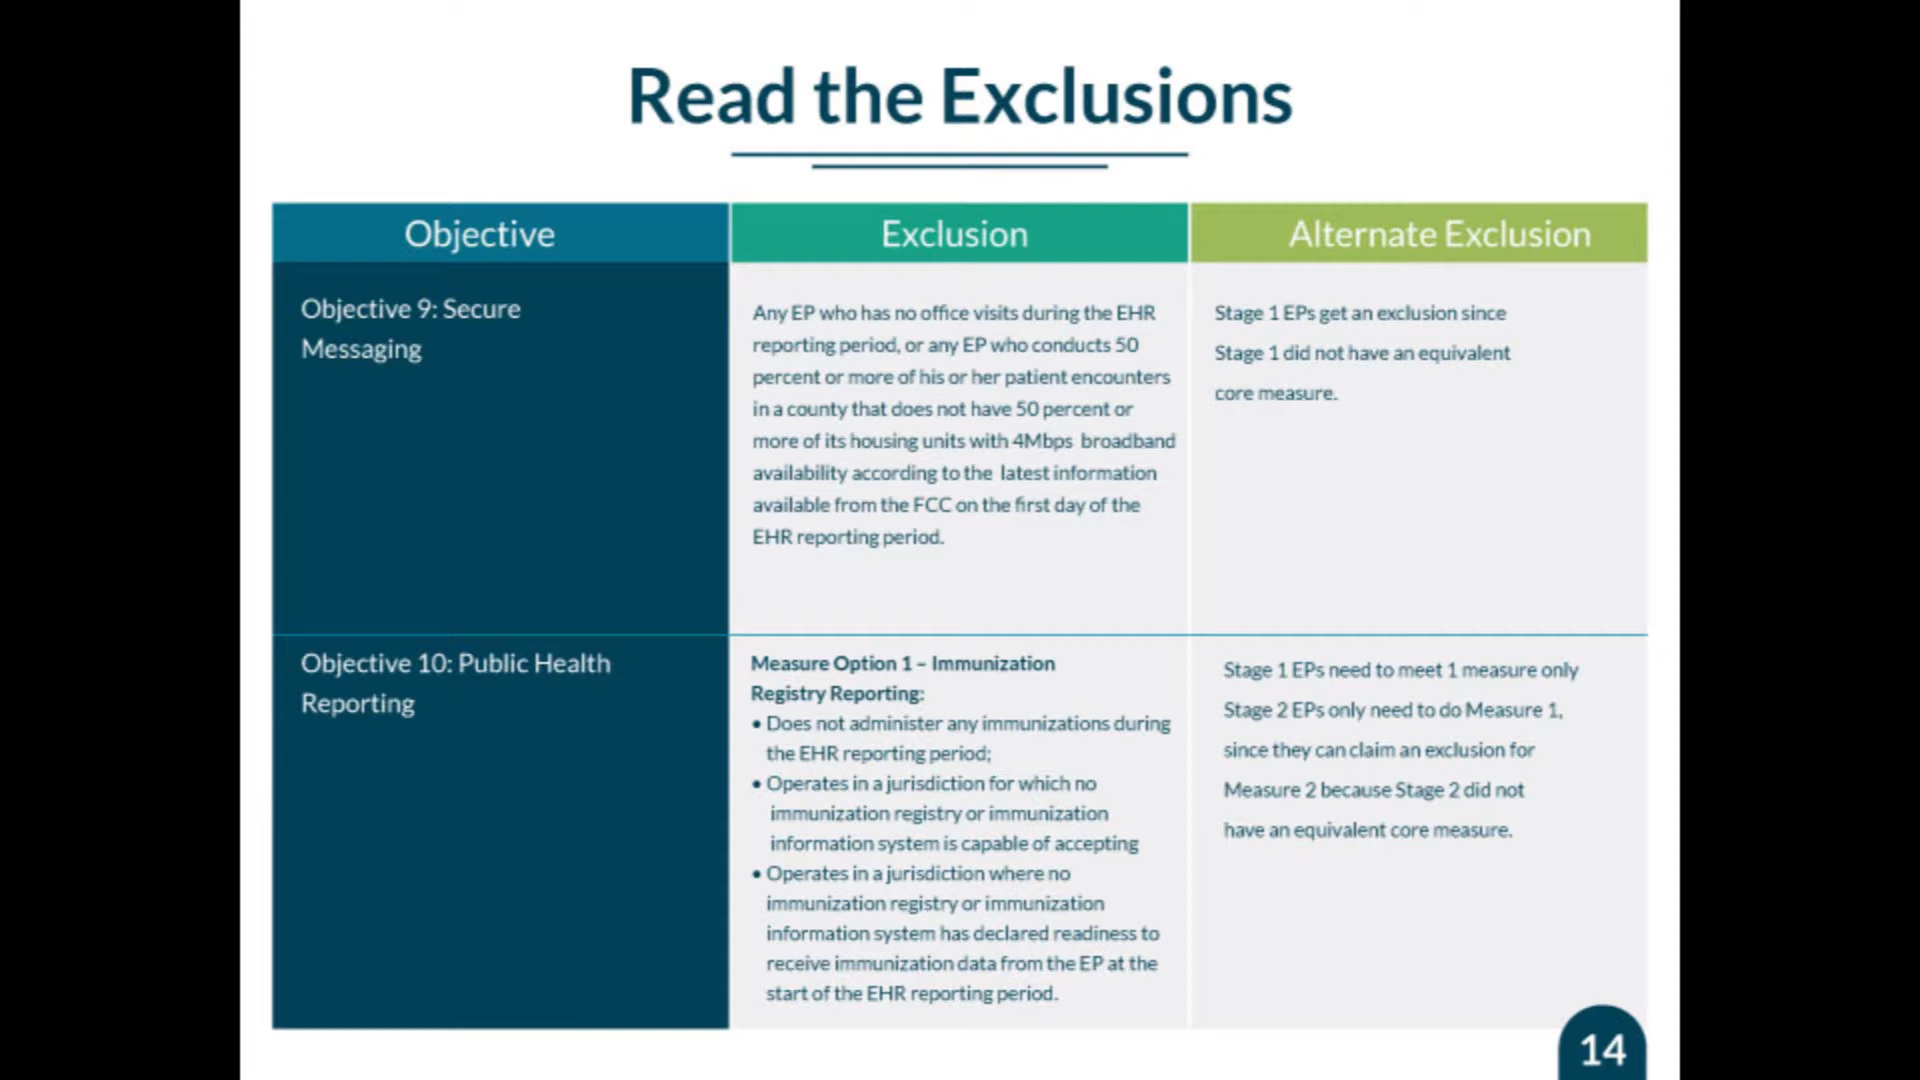 Read the Exclusions
Objective
Exclusion
Alternate Exclusion
Objective 9: Secure
Messaging
Any EP who has no office visits during the EHR
reporting period, or any EP who conducts 50
percent or more of his or her patient encounters
in a county that does not have 50 percent or
more of its housing units with 4Mbps broadband
availability according to the latest information
available from the FCC on the first day of the
EHR reporting period.
Stage 1 EPs get an exclusion since
Stage 1 did not have an equivalent
core measure.
Objective 10: Public Health
Reporting
Measure Option 1 – Immunization
Registry Reporting:
• Does not administer any immunizations during
the EHR reporting period;
• Operates in a jurisdiction for which no
immunization registry or immunization
information system is capable of accepting
• Operates in a jurisdiction where no
immunization registry or immunization
information system has declared readiness to
receive immunization data from the EP at the
start of the EHR reporting period.
Stage 1 EPs need to meet 1 measure only
Stage 2 EPs only need to do Measure 1,
since they can claim an exclusion for
Measure 2 because Stage 2 did not
have an equivalent core measure.
14